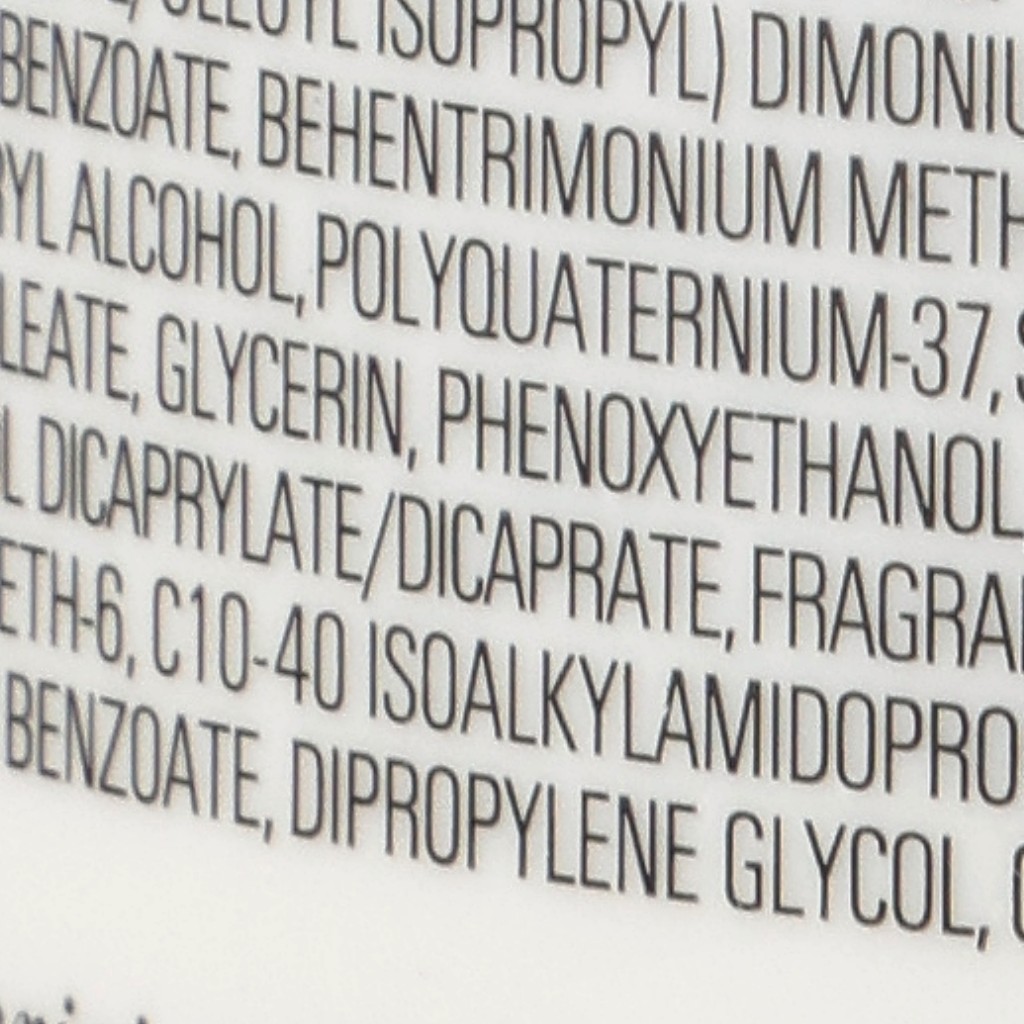 ISOPROPYL) DIMONIU
BENZOATE, BEHENTRIMONIUM METH
RYL ALCOHOL, POLYQUATERNIUM-37, S
LEATE, GLYCERIN, PHENOXYETHANOL
L DICAPRYLATE/DICAPRATE, FRAGRA
ETH-6, C10-40 ISOALKYLAMIDOPRO
BENZOATE, DIPROPYLENE GLYCOL,